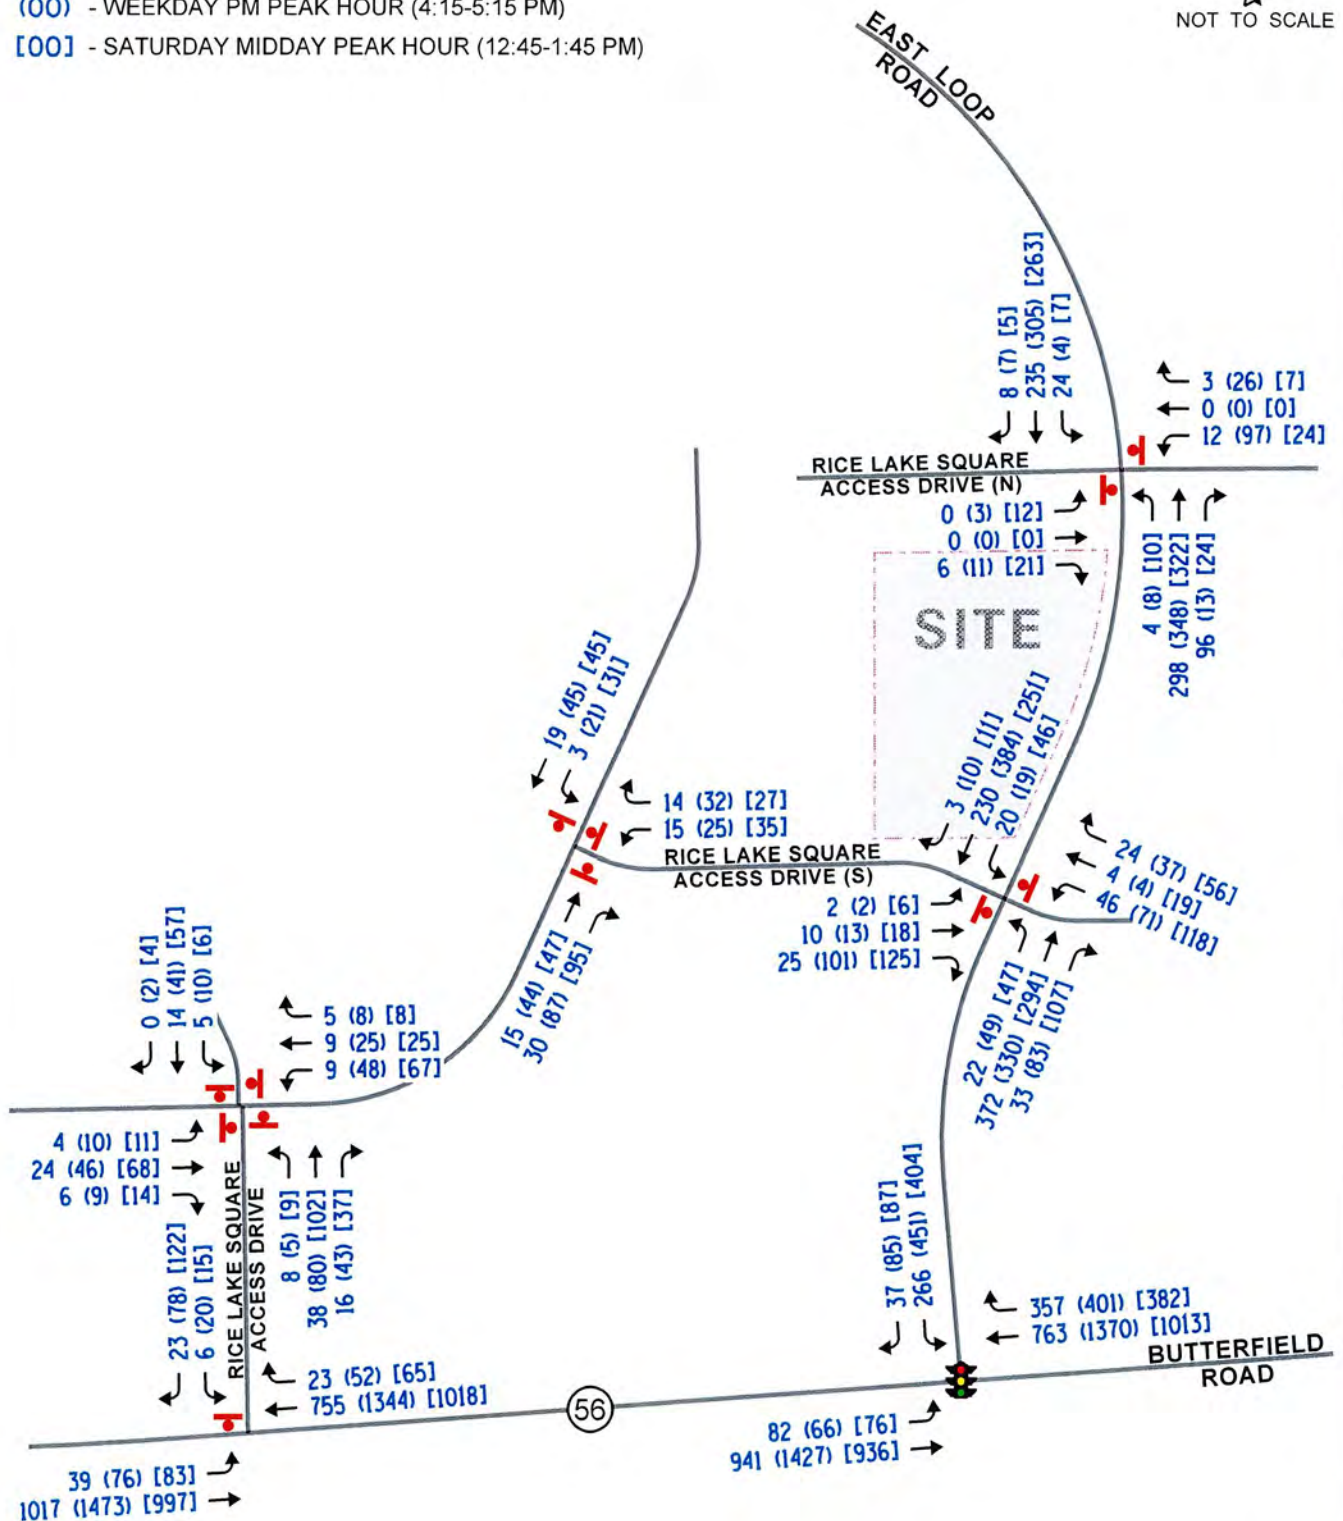 (00) - WEEKDAY PM PEAK HOUR (4:15-5:15 PM)
[00] - SATURDAY MIDDAY PEAK HOUR (12:45-1:45 PM)
NOT TO SCALE
EAST LOOP
ROAD
8 (7) [5]
235 (305) [263]
24 (4) [7]
3 (26) [7]
0 (0) [0]
12 (97) [24]
RICE LAKE SQUARE
ACCESS DRIVE (N)
0 (3) [12]
0 (0) [0]
6 (11) [21]
4 (8) [10]
298 (348) [322]
96 (13) [24]
SITE
19 (45) [45]
3 (21) [31]
14 (32) [27]
15 (25) [35]
RICE LAKE SQUARE
ACCESS DRIVE (S)
15 (44) [47]
30 (87) [95]
3 (10) [11]
230 (384) [251]
20 (19) [46]
24 (37) [56]
4 (4) [19]
46 (71) [118]
2 (2) [6]
10 (13) [18]
25 (101) [125]
22 (49) [47]
372 (330) [294]
33 (83) [107]
0 (2) [4]
14 (41) [57]
5 (10) [6]
5 (8) [8]
9 (25) [25]
9 (48) [67]
4 (10) [11]
24 (46) [68]
6 (9) [14]
8 (5) [9]
38 (80) [102]
16 (43) [37]
RICE LAKE SQUARE
ACCESS DRIVE
23 (78) [122]
6 (20) [15]
23 (52) [65]
755 (1344) [1018]
39 (76) [83]
1017 (1473) [997]
56
37 (85) [87]
266 (451) [404]
357 (401) [382]
763 (1370) [1013]
BUTTERFIELD
ROAD
82 (66) [76]
941 (1427) [936]